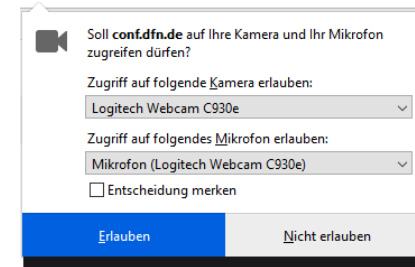 Soll conf.dfn.de auf Ihre Kamera und Ihr Mikrofon
zugreifen dürfen?
Zugriff auf folgende Kamera erlauben:
Logitech Webcam C930e
Zugriff auf folgendes Mikrofon erlauben:
Mikrofon (Logitech Webcam C930e)
Entscheidung merken
Erlauben
Nicht erlauben